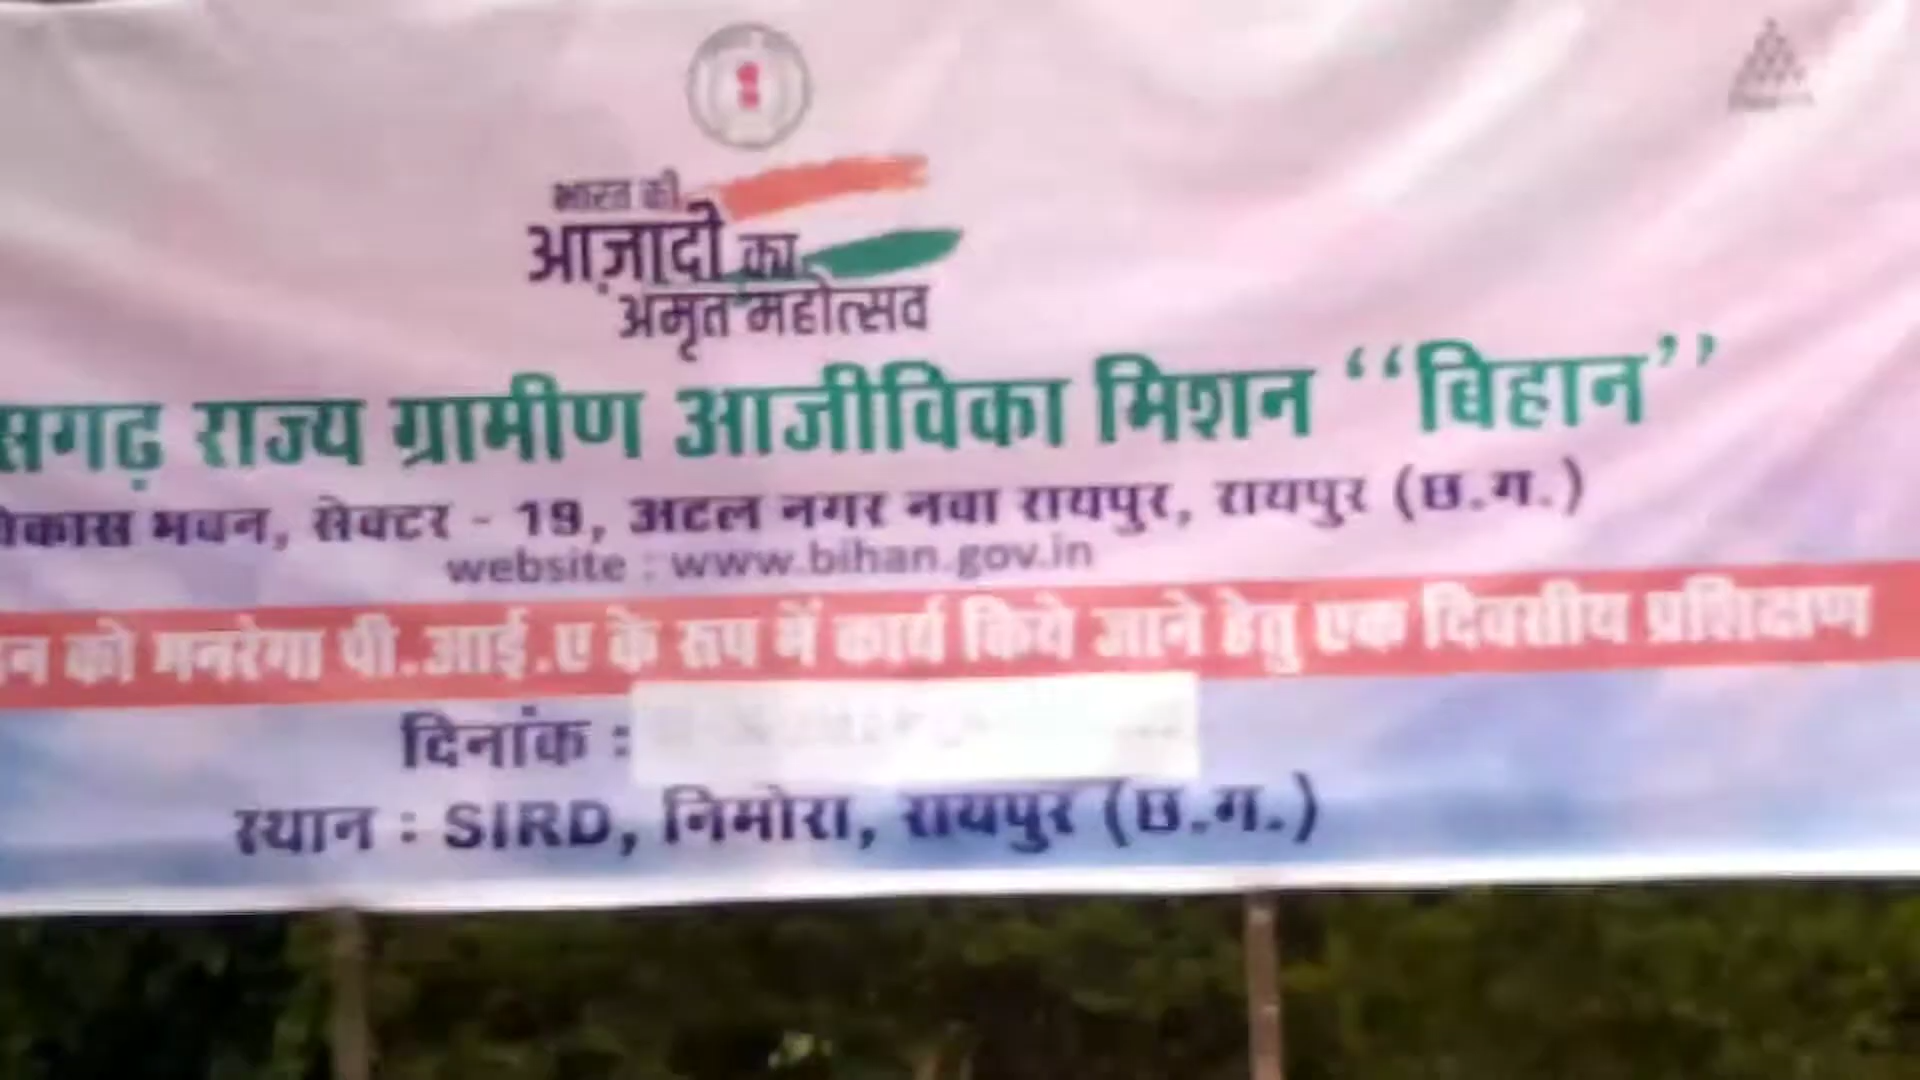 भारत की
आज़ादी का
अमृत महोत्सव
सगढ़ राज्य ग्रामीण आजीविका मिशन “बिहान”
विकास भवन, सेक्टर - 19, अटल नगर नवा रायपुर, रायपुर (छ.ग.)
website : www.bihan.gov.in
न को मनरेगा पी.आई.ए के रूप में कार्य किये जाने हेतु एक दिवसीय प्रशिक्षण
दिनांक :
स्थान : SIRD, निमोरा, रायपुर (छ.ग.)